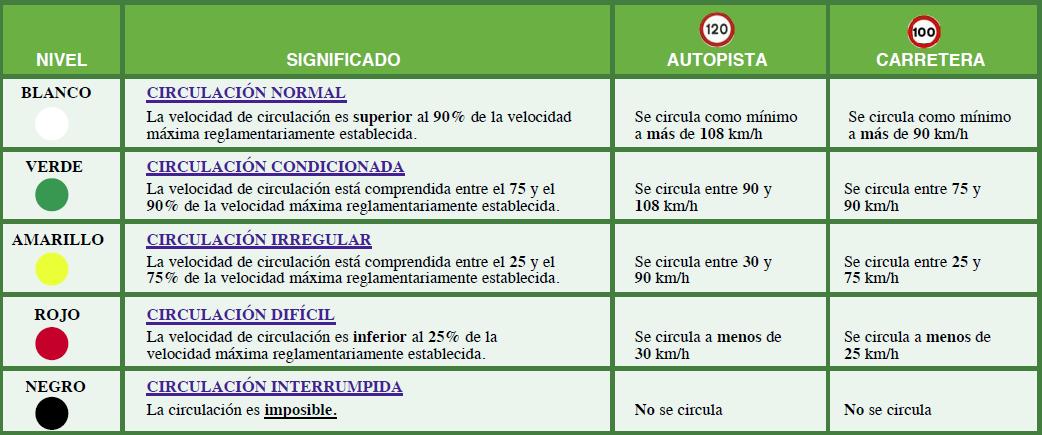 120
100
NIVEL
SIGNIFICADO
AUTOPISTA
CARRETERA
BLANCO
CIRCULACIÓN NORMAL
La velocidad de circulación es superior al 90% de la velocidad
máxima reglamentariamente establecida.
Se circula como mínimo
a más de 108 km/h
Se circula como mínimo
a más de 90 km/h
VERDE
CIRCULACIÓN CONDICIONADA
La velocidad de circulación está comprendida entre el 75 y el
90% de la velocidad máxima reglamentariamente establecida.
Se circula entre 90 y
108 km/h
Se circula entre 75 y
90 km/h
AMARILLO
CIRCULACIÓN IRREGULAR
La velocidad de circulación está comprendida entre el 25 y el
75% de la velocidad máxima reglamentariamente establecida.
Se circula entre 30 y
90 km/h
Se circula entre 25 y
75 km/h
ROJO
CIRCULACIÓN DIFÍCIL
La velocidad de circulación es inferior al 25% de la
velocidad máxima reglamentariamente establecida.
Se circula a menos de
30 km/h
Se circula a menos de
25 km/h
NEGRO
CIRCULACIÓN INTERRUMPIDA
La circulación es imposible.
No se circula
No se circula